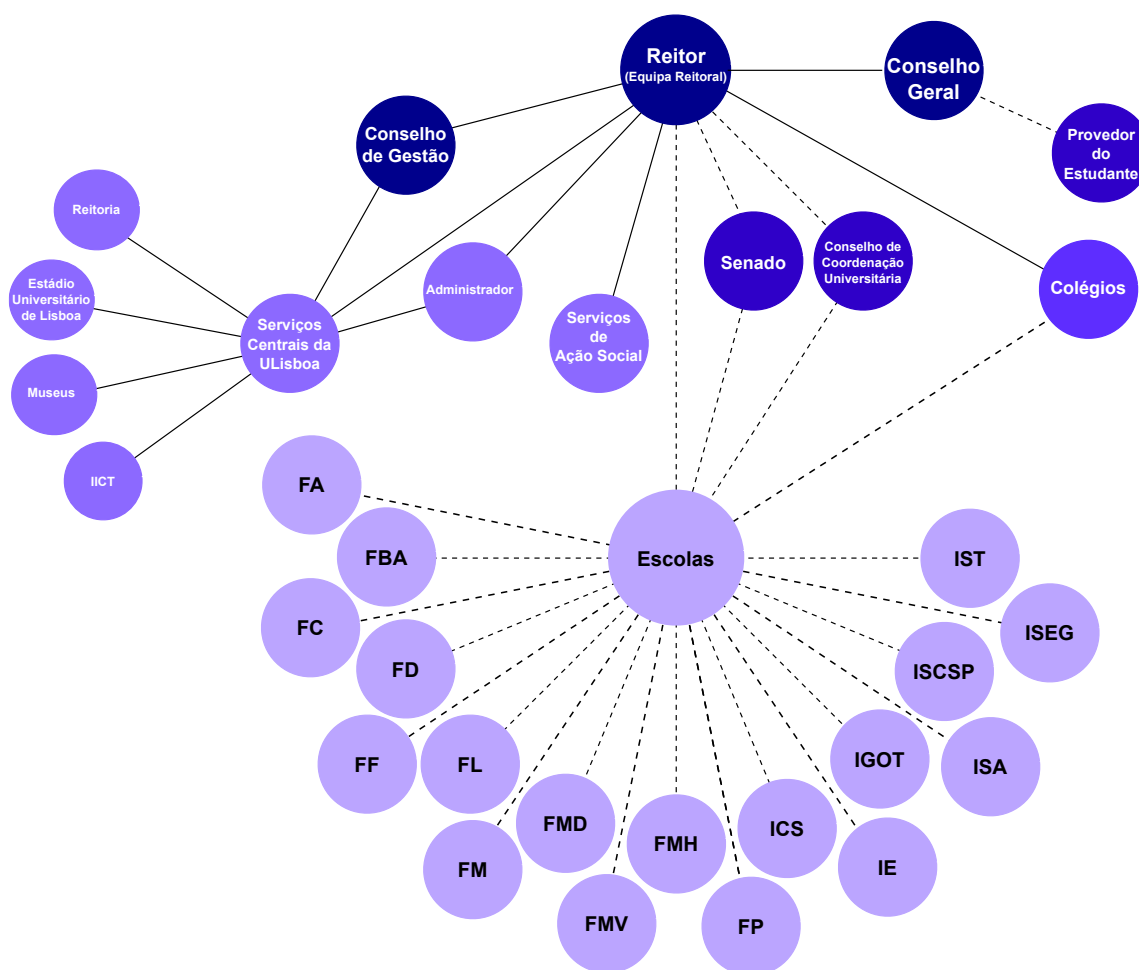 Reitor
(Equipa Reitoral)
Conselho
Geral
Conselho
de Gestão
Provedor
do
Estudante
Reitoria
Senado
Conselho de
Coordenação
Universitária
Colégios
Estádio
Universitário
de Lisboa
Administrador
Serviços
Centrais da
ULisboa
Serviços
de
Ação Social
Museus
IICT
FA
FBA
Escolas
IST
FC
ISEG
FD
ISCSP
FF
FL
IGOT
ISA
FMD
ICS
FMH
FM
IE
FMV
FP